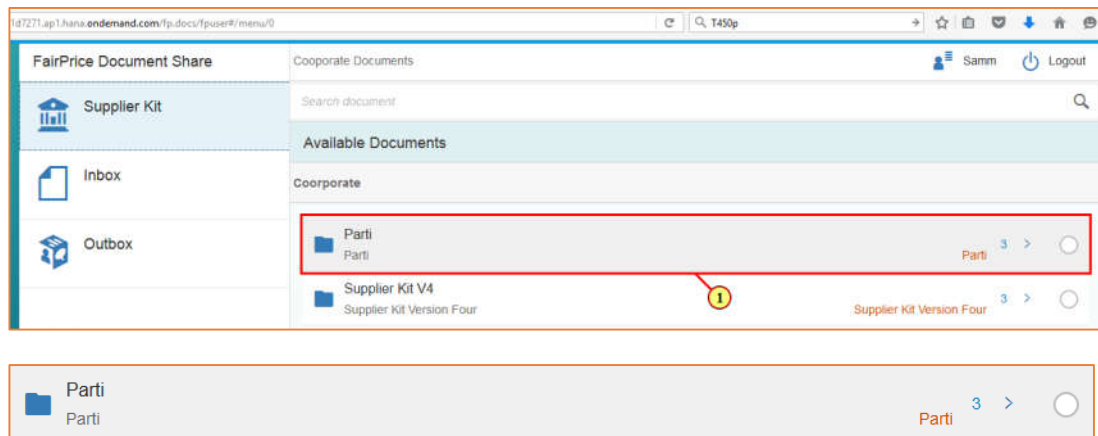 1d7271.ap1.hana.ondemand.com/fp.docs/fpuser#/menu/0 T450p
FairPrice Document Share
Cooporate Documents
Samm
Logout
Supplier Kit
Inbox
Outbox
Search document
Available Documents
Coorporate
Parti
Parti
Parti
3
1
Supplier Kit V4
Supplier Kit Version Four
Supplier Kit Version Four
3
Parti
Parti
Parti
3